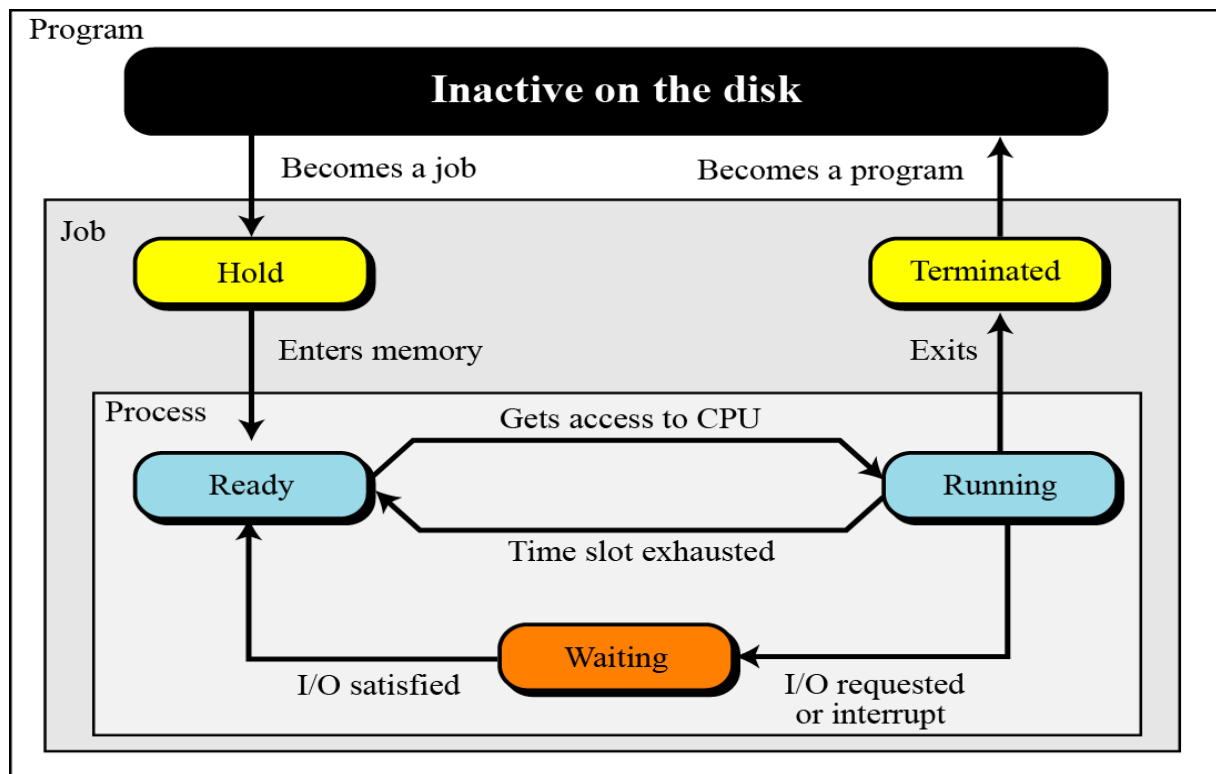 Program
Inactive on the disk
Becomes a job
Becomes a program
Job
Hold
Terminated
Enters memory
Exits
Process
Gets access to CPU
Ready
Running
Time slot exhausted
Waiting
I/O satisfied
I/O requested
or interrupt